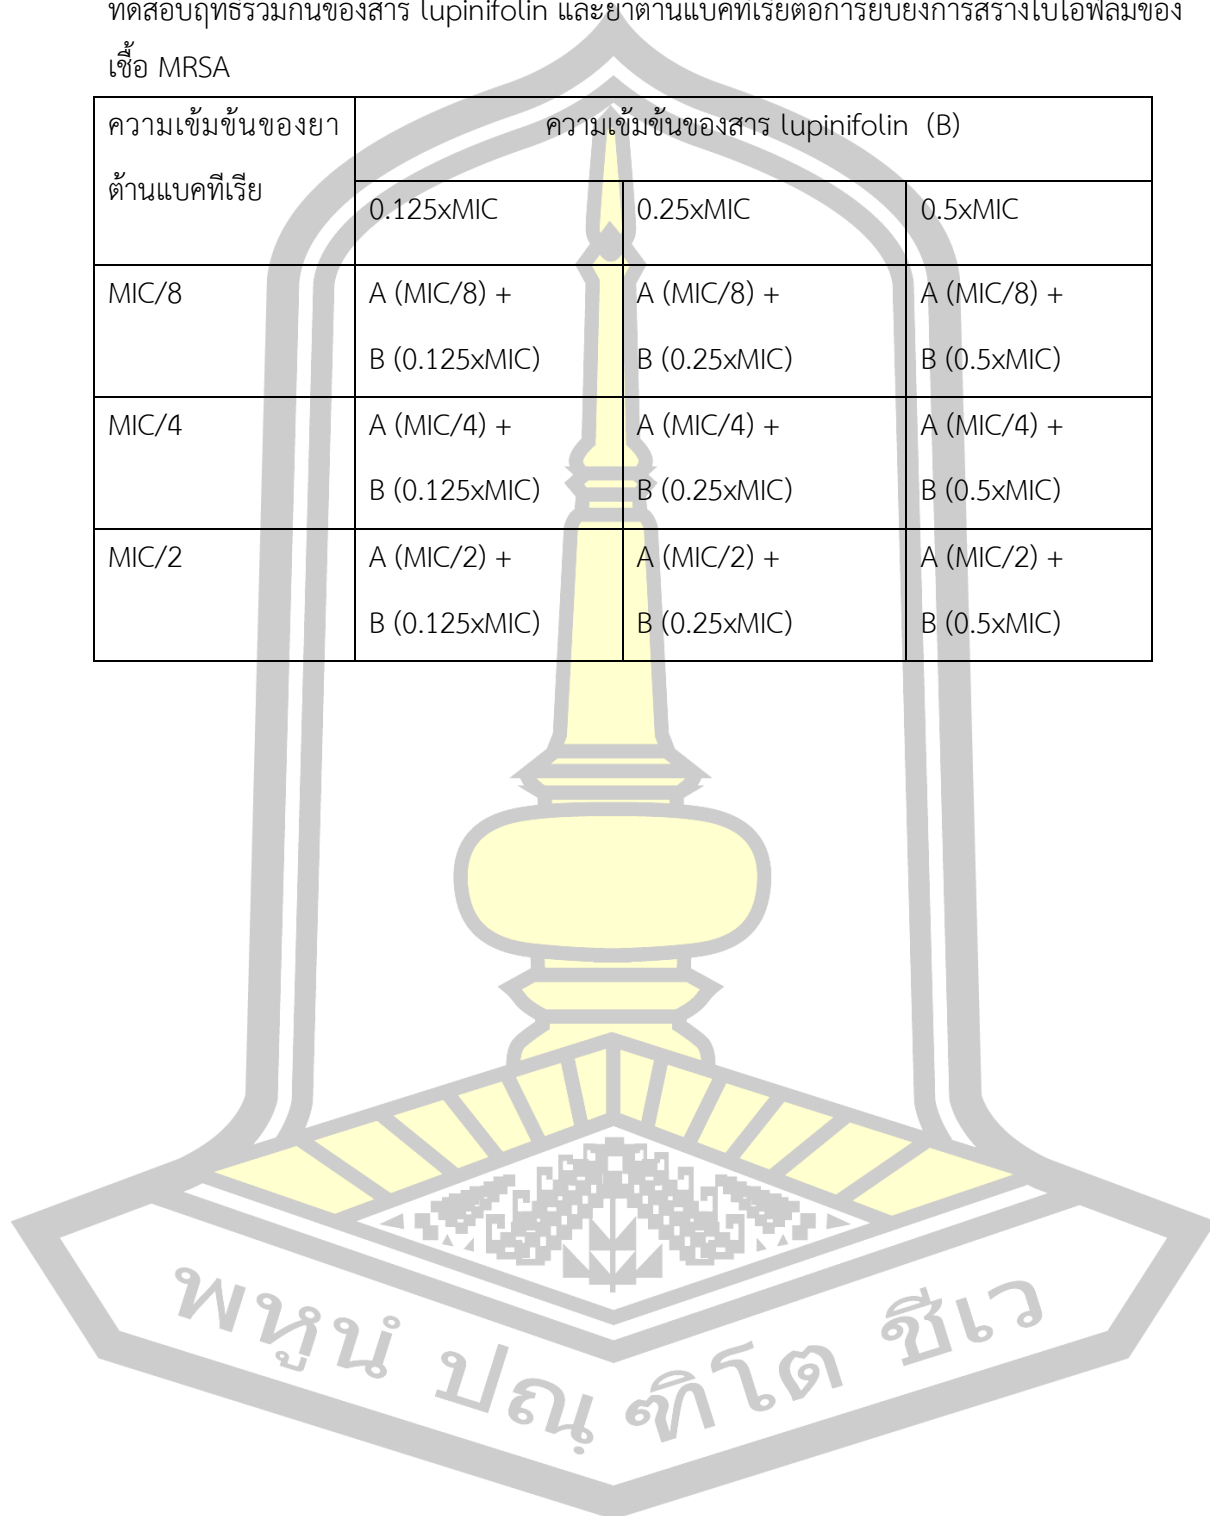 ทดสอบฤทธิ์ร่วมกันของสาร lupinifolin และยาต้านแบคทีเรียต่อการยับยั้งการสร้างไบโอฟิล์มของ
เชื้อ MRSA
ความเข้มข้นของยา
ต้านแบคทีเรีย
ความเข้มข้นของสาร lupinifolin (B)
0.125xMIC 0.25xMIC 0.5xMIC
MIC/8 A (MIC/8) + A (MIC/8) + A (MIC/8) +
B (0.125xMIC) B (0.25xMIC) B (0.5xMIC)
MIC/4 A (MIC/4) + A (MIC/4) + A (MIC/4) +
B (0.125xMIC) B (0.25xMIC) B (0.5xMIC)
MIC/2 A (MIC/2) + A (MIC/2) + A (MIC/2) +
B (0.125xMIC) B (0.25xMIC) B (0.5xMIC)
พหูนํ ปณฺฑิโต ชีเว